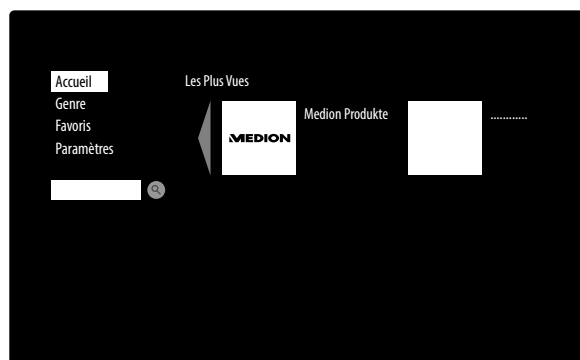 Accueil
Genre
Favoris
Paramètres
Les Plus Vues
MEDION
Medion Produkte
............